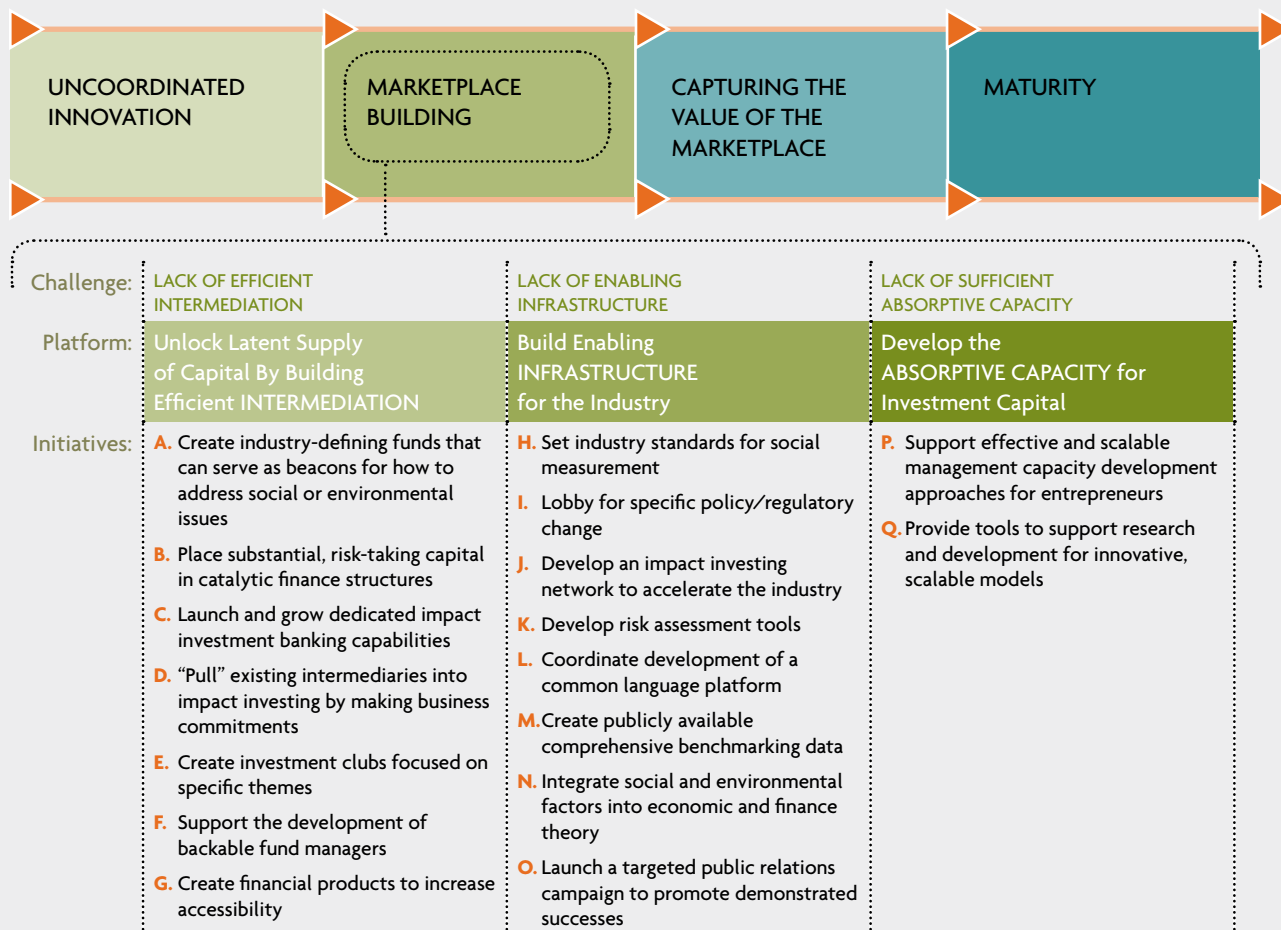 UNCOORDINATED
INNOVATION
MARKETPLACE
BUILDING
CAPTURING THE
VALUE OF THE
MARKETPLACE
MATURITY
Challenge:
LACK OF EFFICIENT
INTERMEDIATION
LACK OF ENABLING
INFRASTRUCTURE
LACK OF SUFFICIENT
ABSORPTIVE CAPACITY
Platform:
Unlock Latent Supply
of Capital By Building
Efficient INTERMEDIATION
Build Enabling
INFRASTRUCTURE
for the Industry
Develop the
ABSORPTIVE CAPACITY for
Investment Capital
Initiatives:
A. Create industry-defining funds that
can serve as beacons for how to
address social or environmental
issues
B. Place substantial, risk-taking capital
in catalytic finance structures
C. Launch and grow dedicated impact
investment banking capabilities
D. “Pull” existing intermediaries into
impact investing by making business
commitments
E. Create investment clubs focused on
specific themes
F. Support the development of
backable fund managers
G. Create financial products to increase
accessibility
H. Set industry standards for social
measurement
I. Lobby for specific policy/regulatory
change
J. Develop an impact investing
network to accelerate the industry
K. Develop risk assessment tools
L. Coordinate development of a
common language platform
M. Create publicly available
comprehensive benchmarking data
N. Integrate social and environmental
factors into economic and finance
theory
O. Launch a targeted public relations
campaign to promote demonstrated
successes
P. Support effective and scalable
management capacity development
approaches for entrepreneurs
Q. Provide tools to support research
and development for innovative,
scalable models